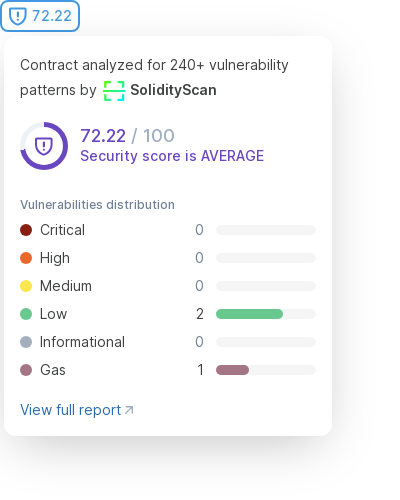 72.22
Contract analyzed for 240+ vulnerability
patterns by SolidityScan
72.22 / 100
Security score is AVERAGE
Vulnerabilities distribution
Critical 0
High 0
Medium 0
Low 2
Informational 0
Gas 1
View full report